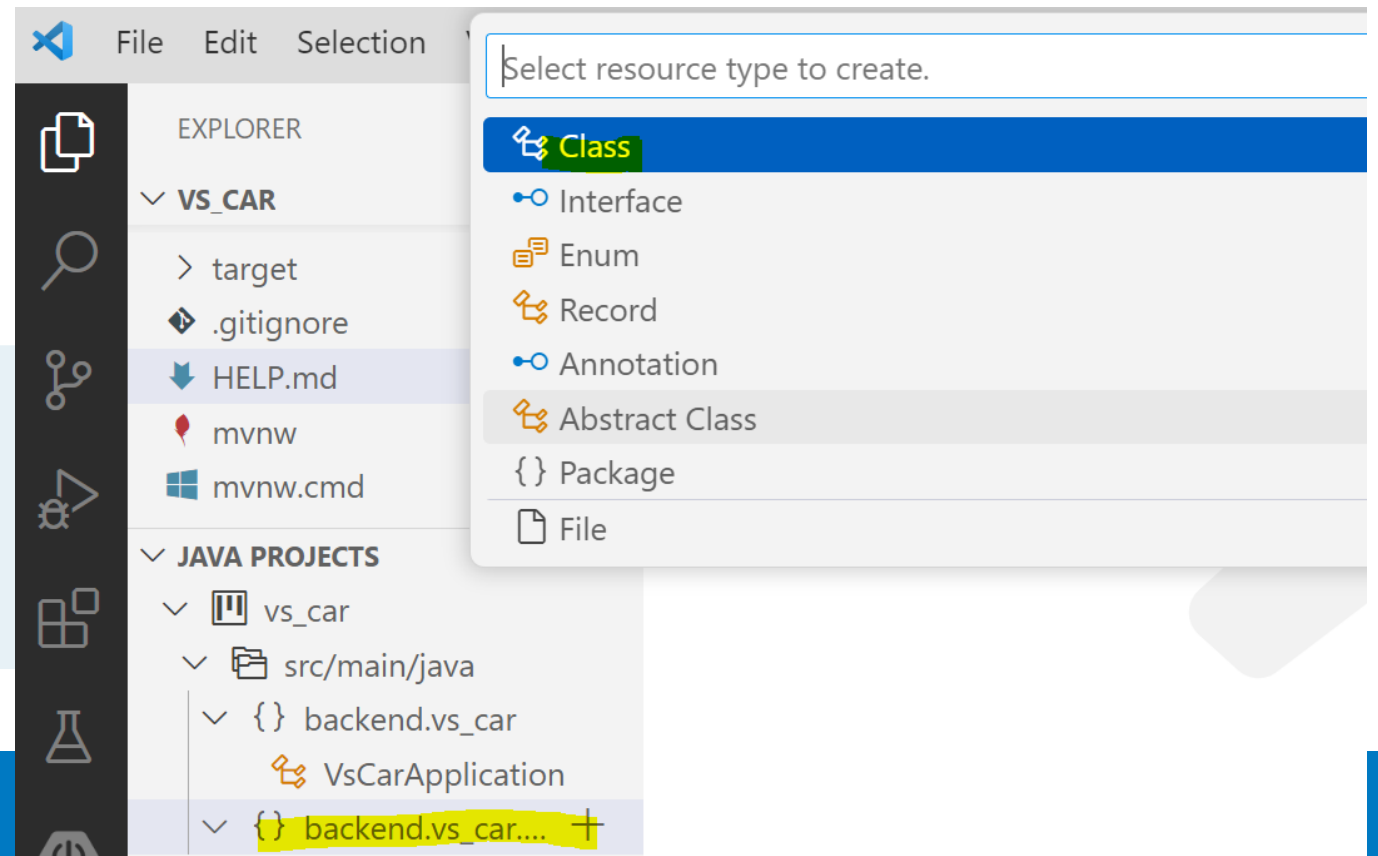 File Edit Selection
Select resource type to create.
EXPLORER
Class
VS_CAR
Interface
target
Enum
.gitignore
Record
HELP.md
Annotation
mvnw
Abstract Class
mvnw.cmd
{} Package
File
JAVA PROJECTS
vs_car
src/main/java
{} backend.vs_car
VsCarApplication
{} backend.vs_car.... +